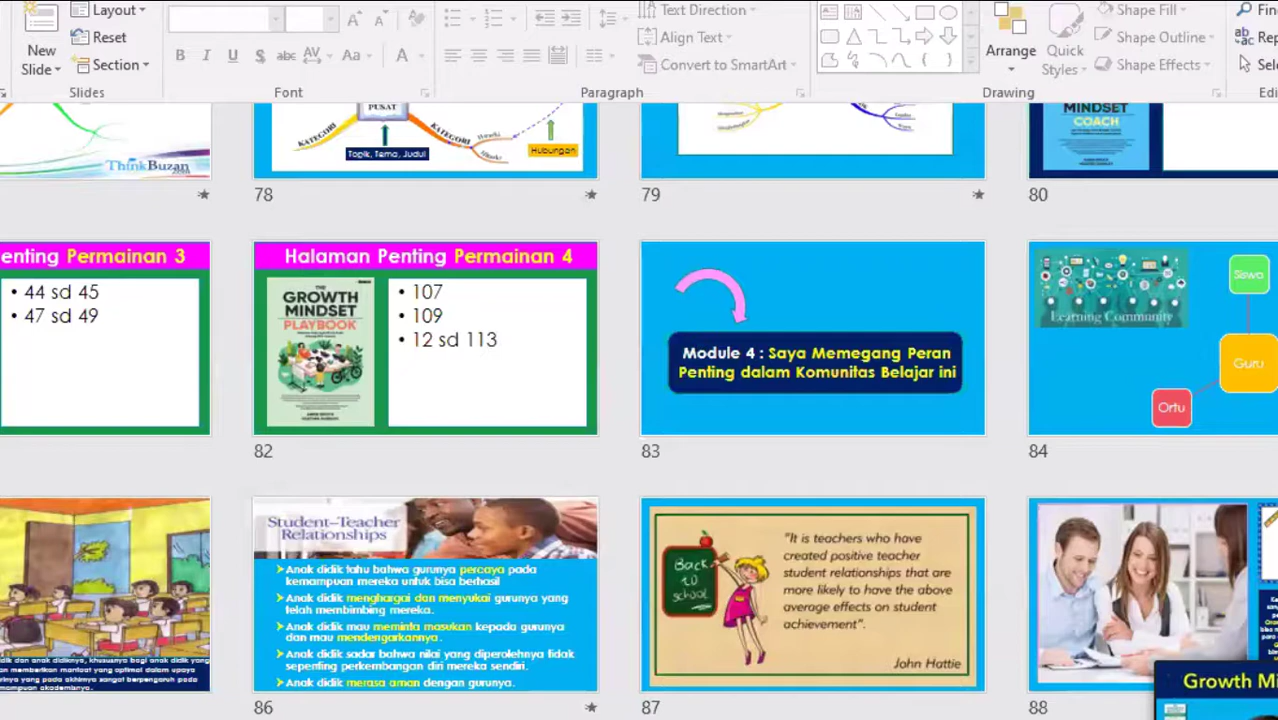 New
Slide
Layout
Reset
Section
Slides
B I U S abc AV Aa A
Font
Text Direction
Align Text
Convert to SmartArt
Paragraph
Arrange
Quick
Styles
Shape Fill
Shape Outline
Shape Effects
Drawing
ThinkBuzan
PUSAT
KATEGORI
KATEGORI
Topik, Tema, Judul
Hubungan
78
79
MINDSET
COACH
80
enting Permainan 3
• 44 sd 45
• 47 sd 49
Halaman Penting Permainan 4
THE
GROWTH
MINDSET
PLAYBOOK
• 107
• 109
• 12 sd 113
82
Module 4 : Saya Memegang Peran
Penting dalam Komunitas Belajar ini
83
Learning Community
Siswa
Guru
Ortu
84
Student–Teacher
Relationships
Anak didik tahu bahwa gurunya percaya pada
kemampuan mereka untuk bisa berhasil
Anak didik menghargai dan menyukai gurunya yang
telah membimbing mereka.
Anak didik mau meminta masukan kepada gurunya
dan mau mendengarkannya.
Anak didik sadar bahwa nilai yang diperolehnya tidak
sepenting perkembangan diri mereka sendiri.
Anak didik merasa aman dengan gurunya.
86
Back
to
school
"It is teachers who have
created positive teacher
student relationships that are
more likely to have the above
average effects on student
achievement".
John Hattie
87
88
Growth Mi